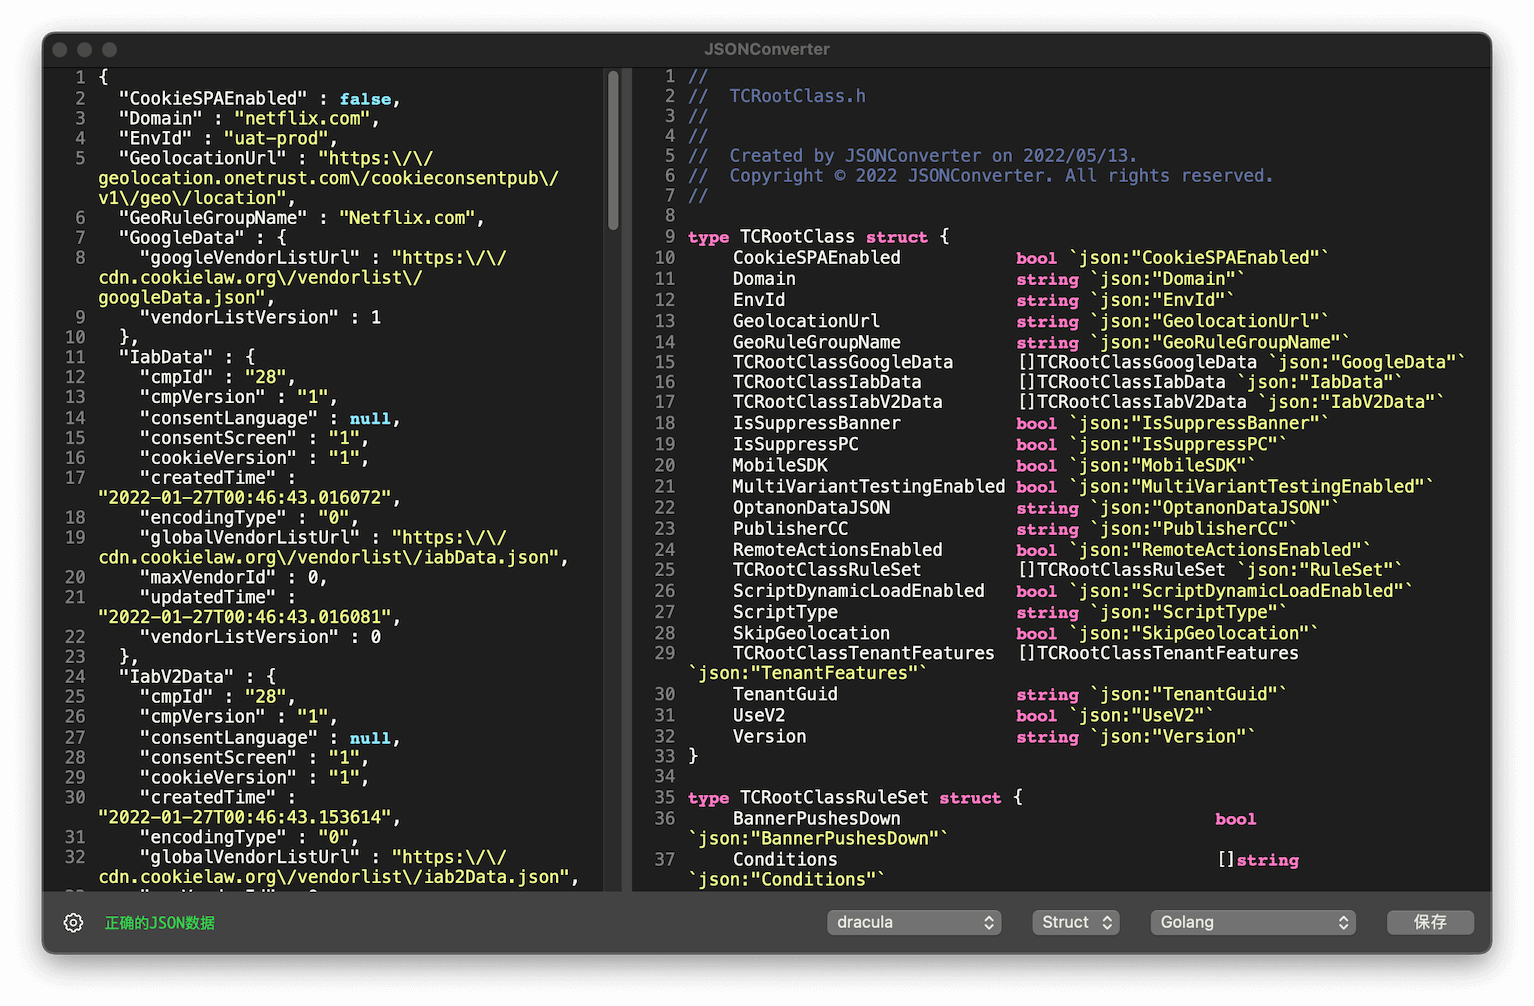 JSONConverter
1 {
2 "CookieSPAEnabled" : false,
3 "Domain" : "netflix.com",
4 "EnvId" : "uat-prod",
5 "GeolocationUrl" : "https:\/\/
geolocation.onetrust.com\/cookieconsentpub\/
v1\/geo\/location",
6 "GeoRuleGroupName" : "Netflix.com",
7 "GoogleData" : {
8 "googleVendorListUrl" : "https:\/\/
cdn.cookielaw.org\/vendorlist\/
googleData.json",
9 "vendorListVersion" : 1
10 },
11 "IabData" : {
12 "cmpId" : "28",
13 "cmpVersion" : "1",
14 "consentLanguage" : null,
15 "consentScreen" : "1",
16 "cookieVersion" : "1",
17 "createdTime" :
"2022-01-27T00:46:43.016072",
18 "encodingType" : "0",
19 "globalVendorListUrl" : "https:\/\/
cdn.cookielaw.org\/vendorlist\/iabData.json",
20 "maxVendorId" : 0,
21 "updatedTime" :
"2022-01-27T00:46:43.016081",
22 "vendorListVersion" : 0
23 },
24 "IabV2Data" : {
25 "cmpId" : "28",
26 "cmpVersion" : "1",
27 "consentLanguage" : null,
28 "consentScreen" : "1",
29 "cookieVersion" : "1",
30 "createdTime" :
"2022-01-27T00:46:43.153614",
31 "encodingType" : "0",
32 "globalVendorListUrl" : "https:\/\/
cdn.cookielaw.org\/vendorlist\/iab2Data.json",
1 //
2 // TCRootClass.h
3 //
4 //
5 // Created by JSONConverter on 2022/05/13.
6 // Copyright © 2022 JSONConverter. All rights reserved.
7 //
8
9 type TCRootClass struct {
10 CookieSPAEnabled bool `json:"CookieSPAEnabled"`
11 Domain string `json:"Domain"`
12 EnvId string `json:"EnvId"`
13 GeolocationUrl string `json:"GeolocationUrl"`
14 GeoRuleGroupName string `json:"GeoRuleGroupName"`
15 TCRootClassGoogleData []TCRootClassGoogleData `json:"GoogleData"`
16 TCRootClassIabData []TCRootClassIabData `json:"IabData"`
17 TCRootClassIabV2Data []TCRootClassIabV2Data `json:"IabV2Data"`
18 IsSuppressBanner bool `json:"IsSuppressBanner"`
19 IsSuppressPC bool `json:"IsSuppressPC"`
20 MobileSDK bool `json:"MobileSDK"`
21 MultiVariantTestingEnabled bool `json:"MultiVariantTestingEnabled"`
22 OptanonDataJSON string `json:"OptanonDataJSON"`
23 PublisherCC string `json:"PublisherCC"`
24 RemoteActionsEnabled bool `json:"RemoteActionsEnabled"`
25 TCRootClassRuleSet []TCRootClassRuleSet `json:"RuleSet"`
26 ScriptDynamicLoadEnabled bool `json:"ScriptDynamicLoadEnabled"`
27 ScriptType string `json:"ScriptType"`
28 SkipGeolocation bool `json:"SkipGeolocation"`
29 TCRootClassTenantFeatures []TCRootClassTenantFeatures
`json:"TenantFeatures"`
30 TenantGuid string `json:"TenantGuid"`
31 UseV2 bool `json:"UseV2"`
32 Version string `json:"Version"`
33 }
34
35 type TCRootClassRuleSet struct {
36 BannerPushesDown bool
`json:"BannerPushesDown"`
37 Conditions []string
`json:"Conditions"`
正确的JSON数据
dracula
Struct
Golang
保存